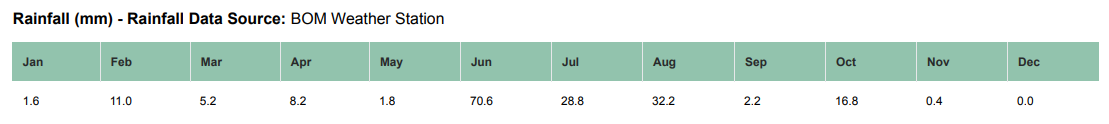 Rainfall (mm) - Rainfall Data Source: BOM Weather Station
Jan Feb Mar Apr May Jun Jul Aug Sep Oct Nov Dec
1.6 11.0 5.2 8.2 1.8 70.6 28.8 32.2 2.2 16.8 0.4 0.0